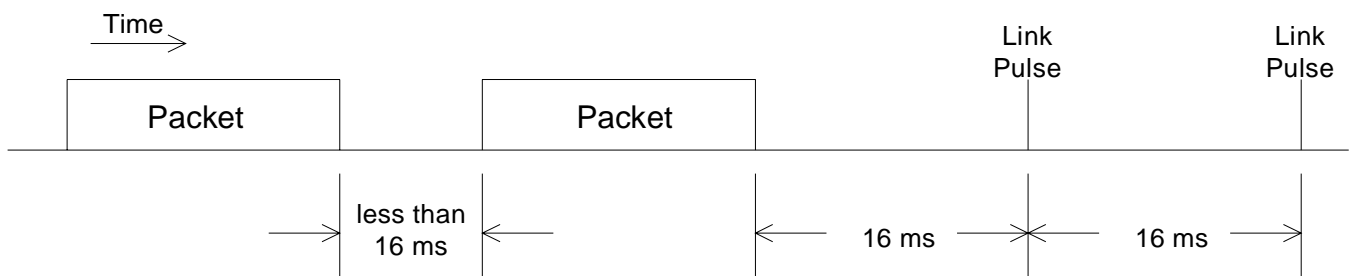 Time
Link
Pulse
Link
Pulse
Packet
Packet
less than
16 ms
16 ms
16 ms